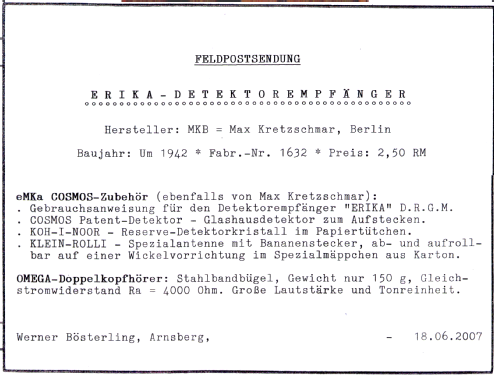 FELDPOSTSENDUNG
ERIKA-DETEKTOREMPFÄNGER
Hersteller: MKB = Max Kretzschmar, Berlin
Baujahr: Um 1942 * Fabr.-Nr. 1632 * Preis: 2,50 RM
eMKa COSMOS-Zubehör (ebenfalls von Max Kretzschmar):
. Gebrauchsanweisung für den Detektorempfänger "ERIKA" D.R.G.M.
. COSMOS Patent-Detektor - Glashausdetektor zum Aufstecken.
. KOH-I-NOOR - Reserve-Detektorkristall im Papiertütchen.
. KLEIN-ROLLI - Spezialantenne mit Bananenstecker, ab- und aufroll-
bar auf einer Wickelvorrichtung im Spezialmäppchen aus Karton.
OMEGA-Doppelkopfhörer: Stahlbandbügel, Gewicht nur 150 g, Gleich-
stromwiderstand Ra = 4000 Ohm. Große Lautstärke und Tonreinheit.
Werner Bösterling, Arnsberg, - 18.06.2007